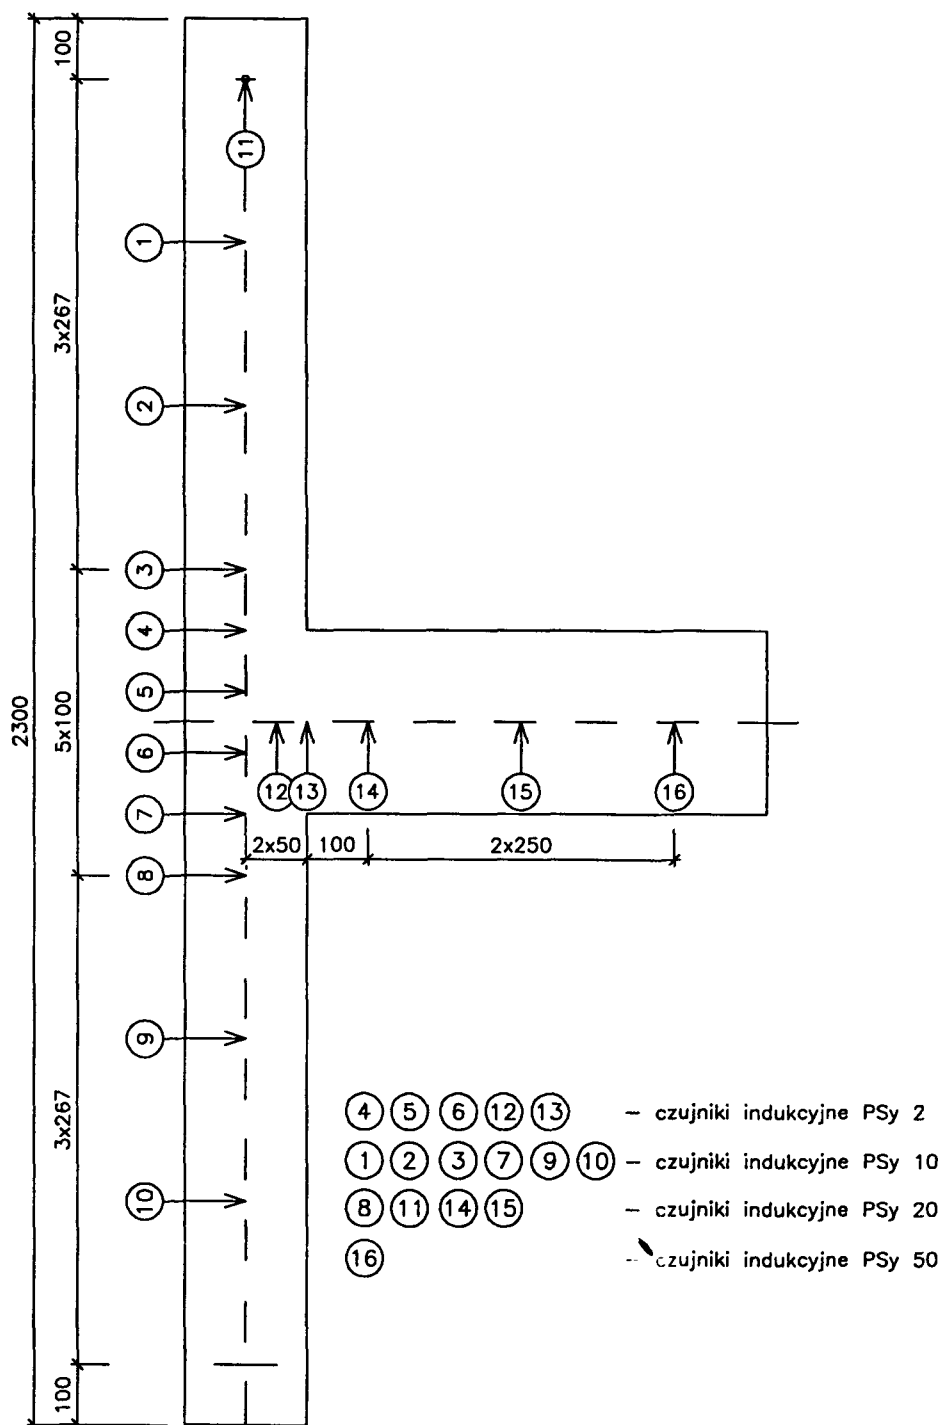 100
11
1
3x267
2
3
4
5
2300
5x100
6
12 13 14 15 16
7
2x50 100 2x250
8
9
3x267
4 5 6 12 13 – czujniki indukcyjne PSy 2
1 2 3 7 9 10 – czujniki indukcyjne PSy 10
10
8 11 14 15 – czujniki indukcyjne PSy 20
16 -- czujniki indukcyjne PSy 50
100